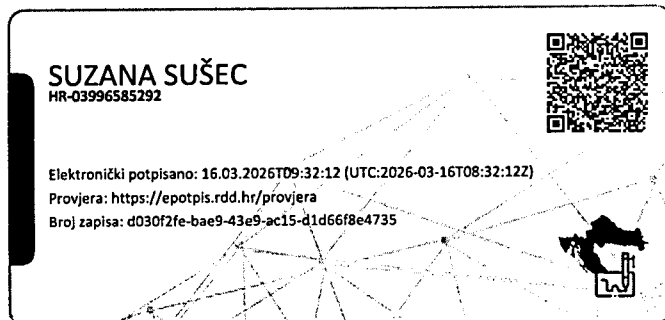 SUZANA SUŠEC
HR-03996585292
Elektronički potpisano: 16.03.2026T09:32:12 (UTC:2026-03-16T08:32:12Z)
Provjera: https://epotpis.rdd.hr/provjera
Broj zapisa: d030f2fe-bae9-43e9-ac15-d1d66f8e4735